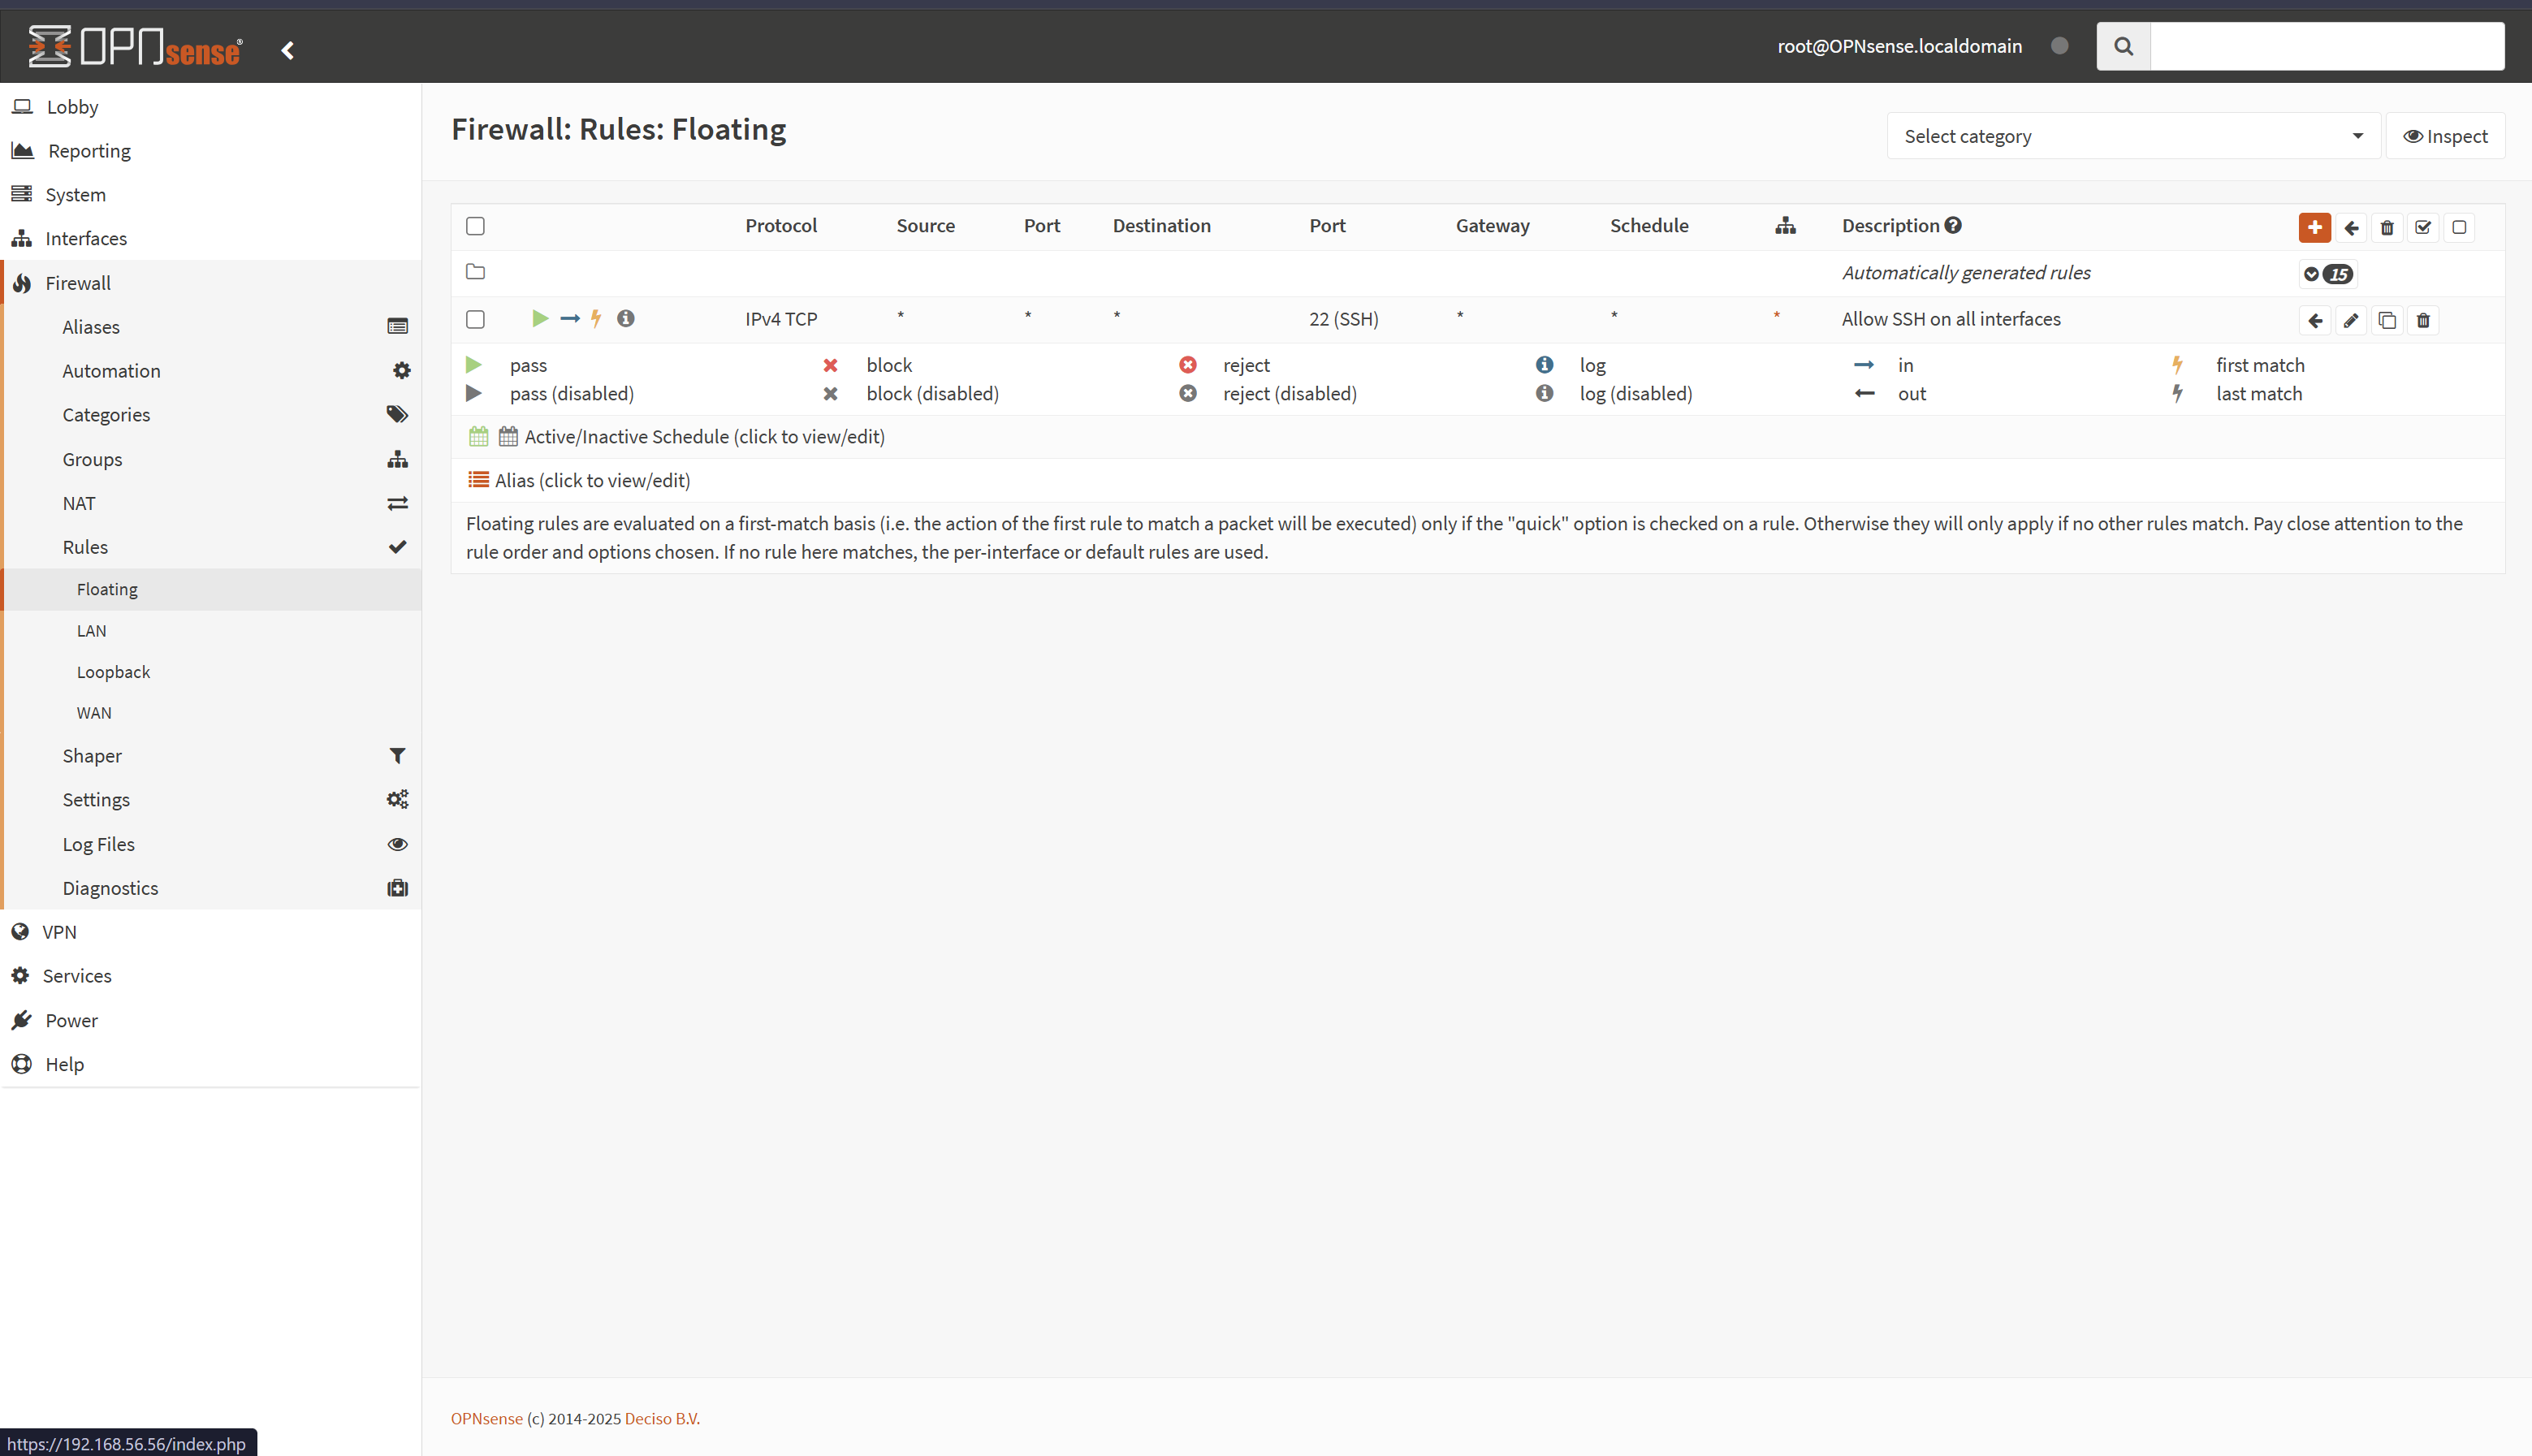 OPNsense®
root@OPNsense.localdomain
Lobby
Reporting
System
Interfaces
Firewall
Aliases
Automation
Categories
Groups
NAT
Rules
Floating
LAN
Loopback
WAN
Shaper
Settings
Log Files
Diagnostics
VPN
Services
Power
Help
Firewall: Rules: Floating
Select category
Inspect
Protocol Source Port Destination Port Gateway Schedule Description
Automatically generated rules 15
IPv4 TCP * * * 22 (SSH) * * * Allow SSH on all interfaces
pass block reject log in first match
pass (disabled) block (disabled) reject (disabled) log (disabled) out last match
Active/Inactive Schedule (click to view/edit)
Alias (click to view/edit)
Floating rules are evaluated on a first-match basis (i.e. the action of the first rule to match a packet will be executed) only if the "quick" option is checked on a rule. Otherwise they will only apply if no other rules match. Pay close attention to the
rule order and options chosen. If no rule here matches, the per-interface or default rules are used.
OPNsense (c) 2014-2025 Deciso B.V.
https://192.168.56.56/index.php